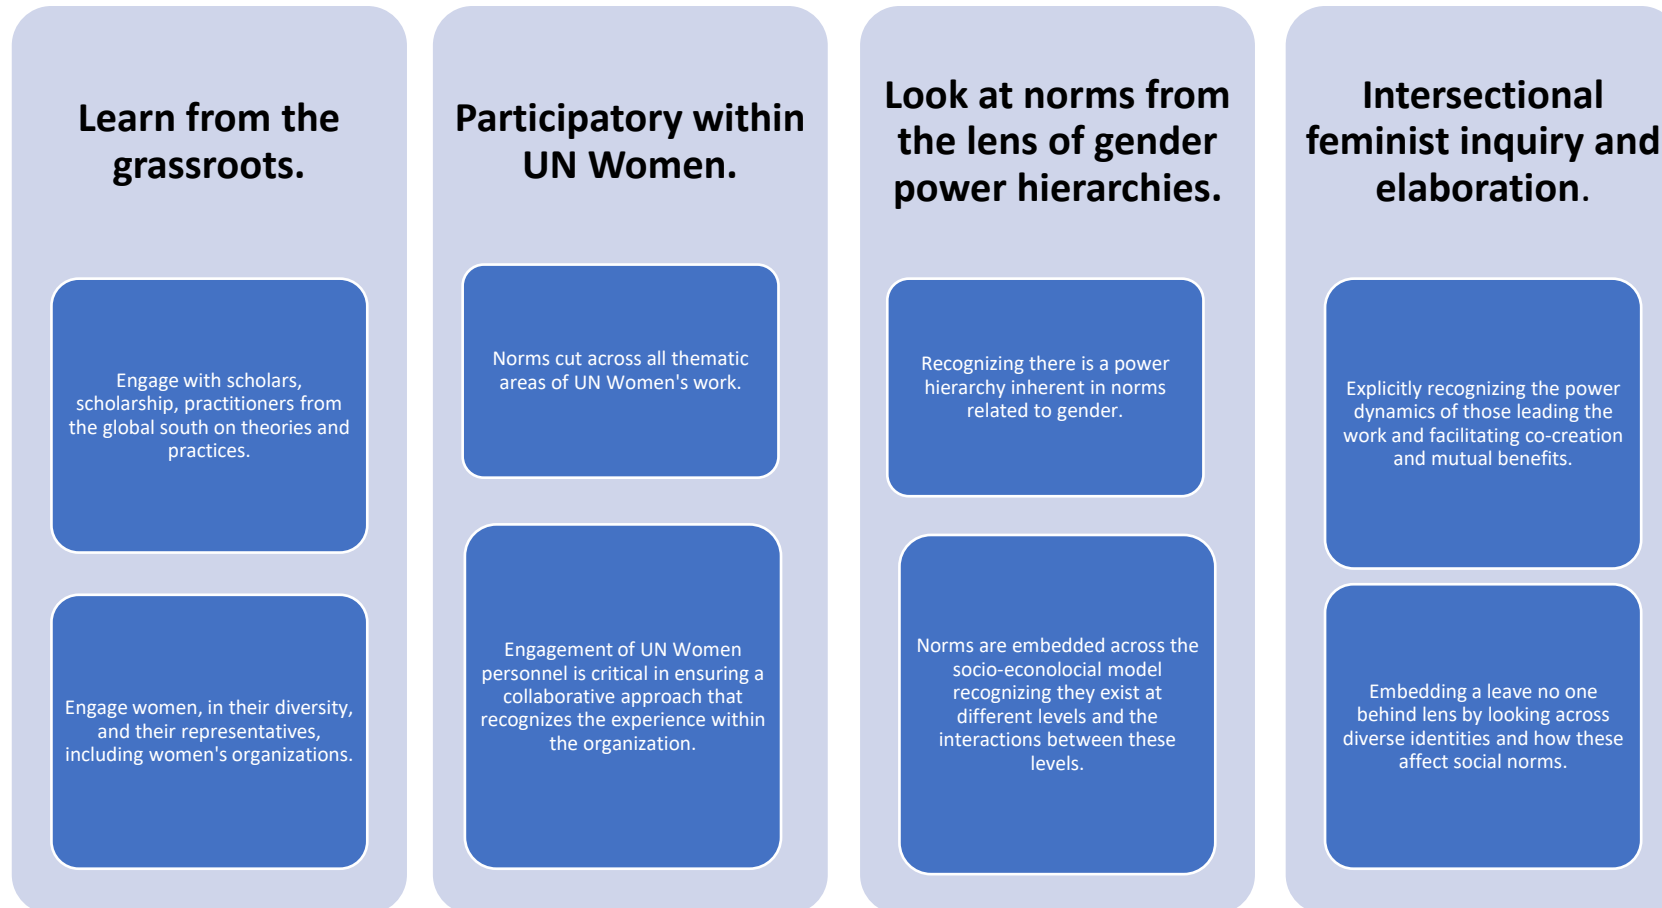 Learn from the
grassroots.
Engage with scholars,
scholarship, practitioners from
the global south on theories and
practices.
Engage women, in their diversity,
and their representatives,
including women's organizations.
Participatory within
UN Women.
Norms cut across all thematic
areas of UN Women's work.
Engagement of UN Women
personnel is critical in ensuring a
collaborative approach that
recognizes the experience within
the organization.
Look at norms from
the lens of gender
power hierarchies.
Recognizing there is a power
hierarchy inherent in norms
related to gender.
Norms are embedded across the
socio-econolocial model
recognizing they exist at
different levels and the
interactions between these
levels.
Intersectional
feminist inquiry and
elaboration.
Explicitly recognizing the power
dynamics of those leading the
work and facilitating co-creation
and mutual benefits.
Embedding a leave no one
behind lens by looking across
diverse identities and how these
affect social norms.